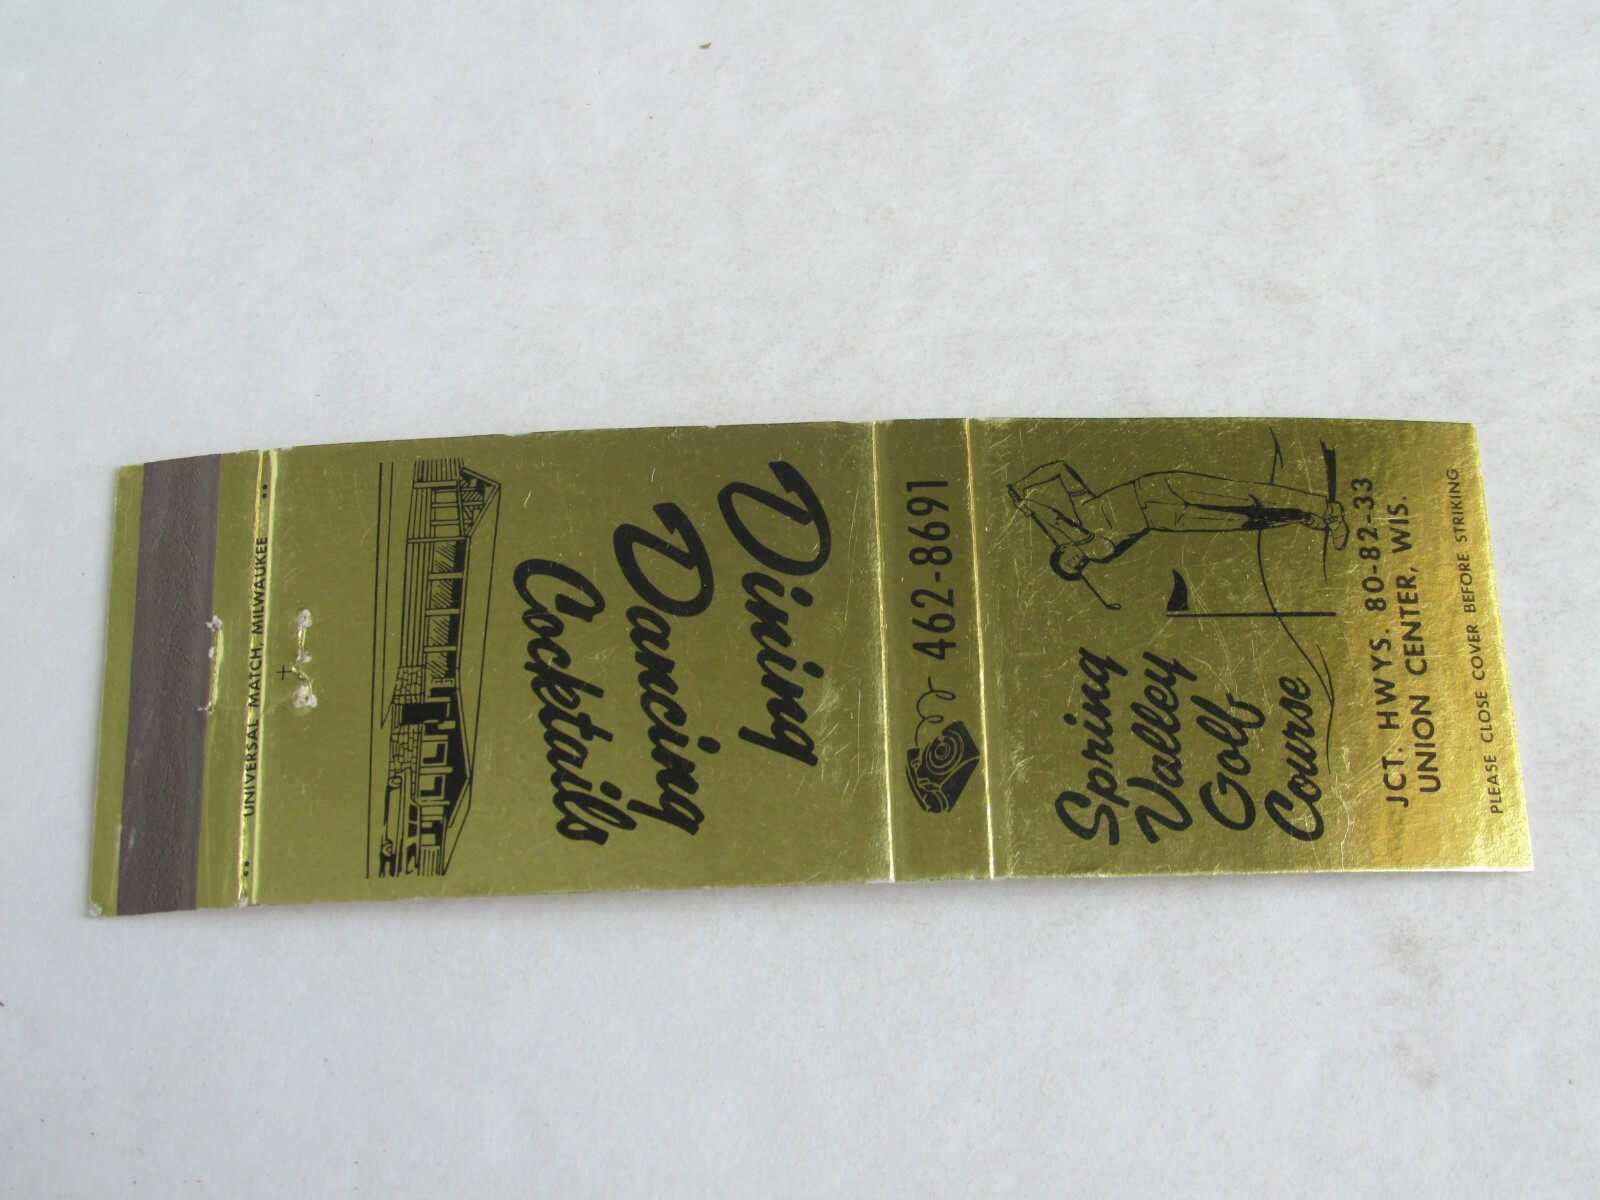 Spring
Valley
Golf
Course
JCT. HWYS. 80-82-33
UNION CENTER, WIS.
PLEASE CLOSE COVER BEFORE STRIKING
462-8691
Dining
Dancing
Cocktails
UNIVERSAL MATCH, MILWAUKEE